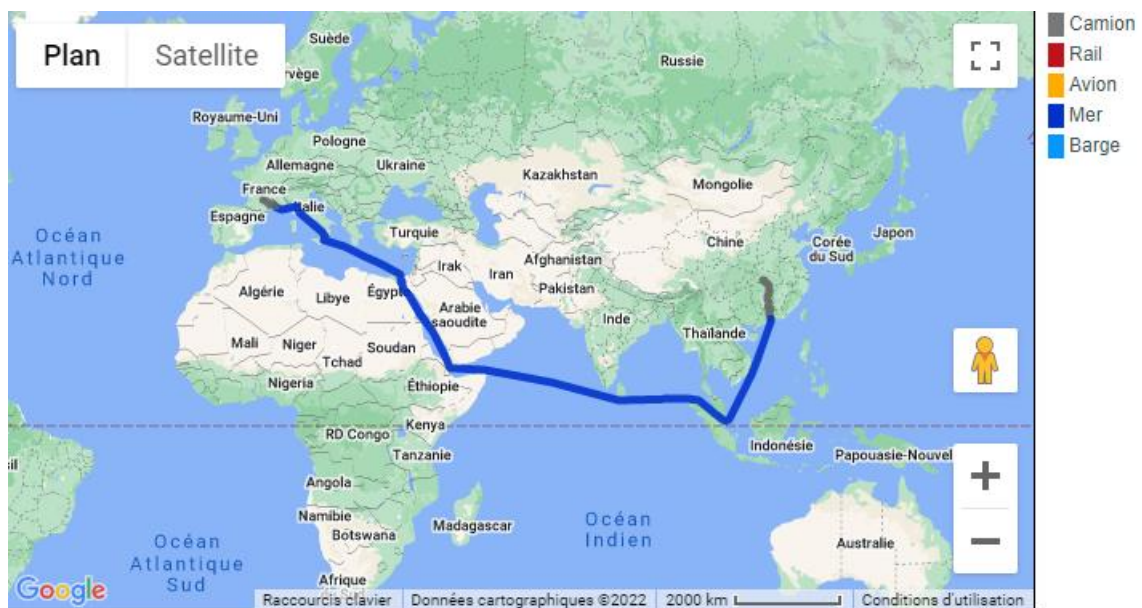 Plan
Satellite
Camion
Rail
Avion
Mer
Barge
Suède
rvège
Russie
Royaume-Uni
Pologne
Allemagne
Ukraine
France
Kazakhstan
Mongolie
Italie
Espagne
Océan
Atlantique
Nord
Turquie
Chine
Corée
du Sud
Japon
Irak
Iran
Afghanistan
Pakistan
Algérie
Libye
Égypt
Arabie
saoudite
Inde
Thaïlande
Mali
Niger
Tchad
Soudan
Nigeria
Éthiopie
RD Congo
Kenya
Tanzanie
Indonésie
Papouasie-Nouvel
sil
Angola
Namibie
Botswana
Madagascar
Océan
Indien
Australie
Océan
Atlantique
Sud
Afrique
Google
Raccourcis clavier
Données cartographiques ©2022
2000 km
Conditions d'utilisation